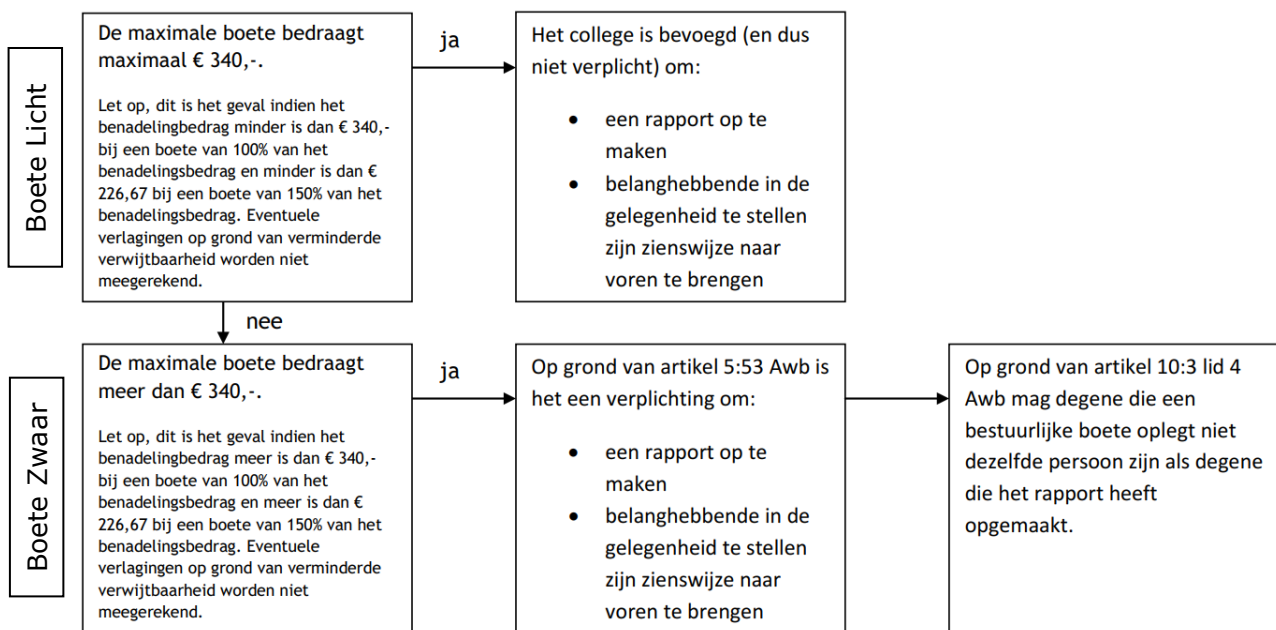 Boete Licht
De maximale boete bedraagt
maximaal € 340,-.
Let op, dit is het geval indien het
benadelingbedrag minder is dan € 340,-
bij een boete van 100% van het
benadelingsbedrag en minder is dan €
226,67 bij een boete van 150% van het
benadelingsbedrag. Eventuele
verlagingen op grond van verminderde
verwijtbaarheid worden niet
meegerekend.
ja
Het college is bevoegd (en dus
niet verplicht) om:
• een rapport op te
maken
• belanghebbende in de
gelegenheid te stellen
zijn zienswijze naar
voren te brengen
nee
Boete Zwaar
De maximale boete bedraagt
meer dan € 340,-.
Let op, dit is het geval indien het
benadelingbedrag meer is dan € 340,-
bij een boete van 100% van het
benadelingsbedrag en meer is dan €
226,67 bij een boete van 150% van het
benadelingsbedrag. Eventuele
verlagingen op grond van verminderde
verwijtbaarheid worden niet
meegerekend.
ja
Op grond van artikel 5:53 Awb is
het een verplichting om:
• een rapport op te
maken
• belanghebbende in de
gelegenheid te stellen
zijn zienswijze naar
voren te brengen
Op grond van artikel 10:3 lid 4
Awb mag degene die een
bestuurlijke boete oplegt niet
dezelfde persoon zijn als degene
die het rapport heeft
opgemaakt.